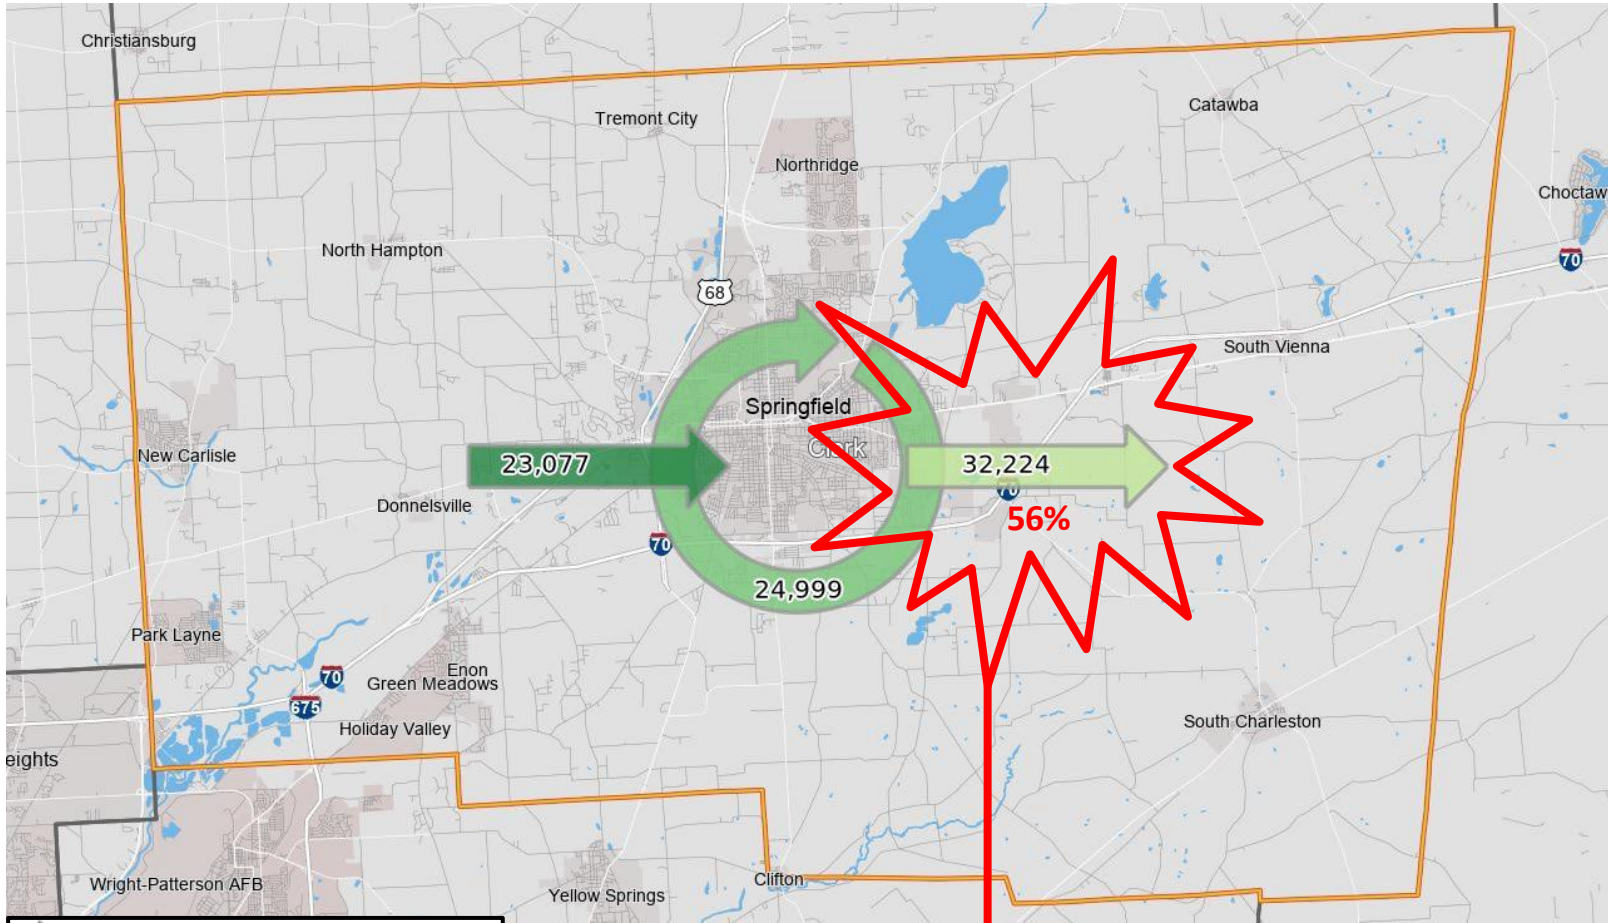 Christiansburg
Catawba
Tremont City
Northridge
Choctaw
North Hampton
70
68
South Vienna
Springfield
Clark
New Carlisle
23,077
32,224
70
56%
Donnelsville
70
24,999
Park Layne
Enon
70
Green Meadows
675
Holiday Valley
South Charleston
eights
Wright-Patterson AFB
Clifton
Yellow Springs